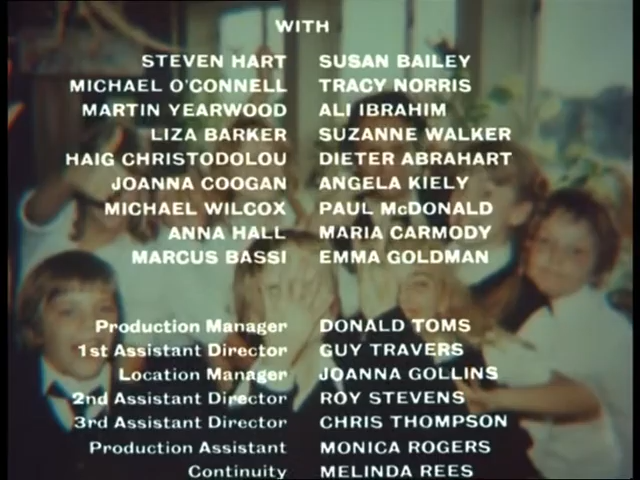 WITH
STEVEN HART SUSAN BAILEY
MICHAEL O'CONNELL TRACY NORRIS
MARTIN YEARWOOD ALI IBRAHIM
LIZA BARKER SUZANNE WALKER
HAIG CHRISTODOLOU DIETER ABRAHART
JOANNA COOGAN ANGELA KIELY
MICHAEL WILCOX PAUL McDONALD
ANNA HALL MARIA CARMODY
MARCUS BASSI EMMA GOLDMAN
Production Manager DONALD TOMS
1st Assistant Director GUY TRAVERS
Location Manager JOANNA GOLLINS
2nd Assistant Director ROY STEVENS
3rd Assistant Director CHRIS THOMPSON
Production Assistant MONICA ROGERS
Continuity MELINDA REES